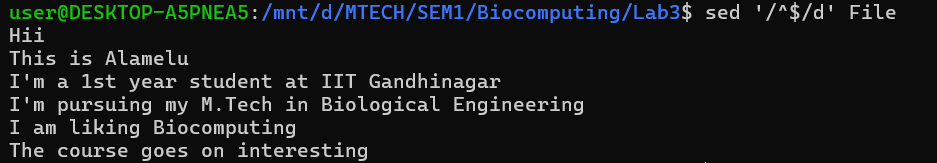 user@DESKTOP-A5PNEA5:/mnt/d/MTECH/SEM1/Biocomputing/Lab3$ sed '/^$/d' File
Hii
This is Alamelu
I'm a 1st year student at IIT Gandhinagar
I'm pursuing my M.Tech in Biological Engineering
I am liking Biocomputing
The course goes on interesting